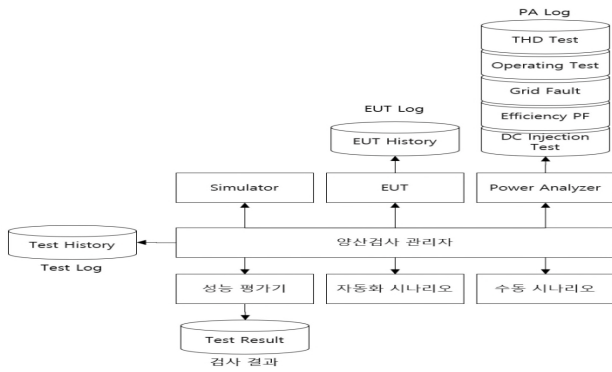 PA Log
THD Test
Operating Test
Grid Fault
Efficiency PF
DC Injection
Test
EUT Log
EUT History
Simulator
EUT
Power Analyzer
Test History
Test Log
양산검사 관리자
성능 평가기
자동화 시나리오
수동 시나리오
Test Result
검사 결과